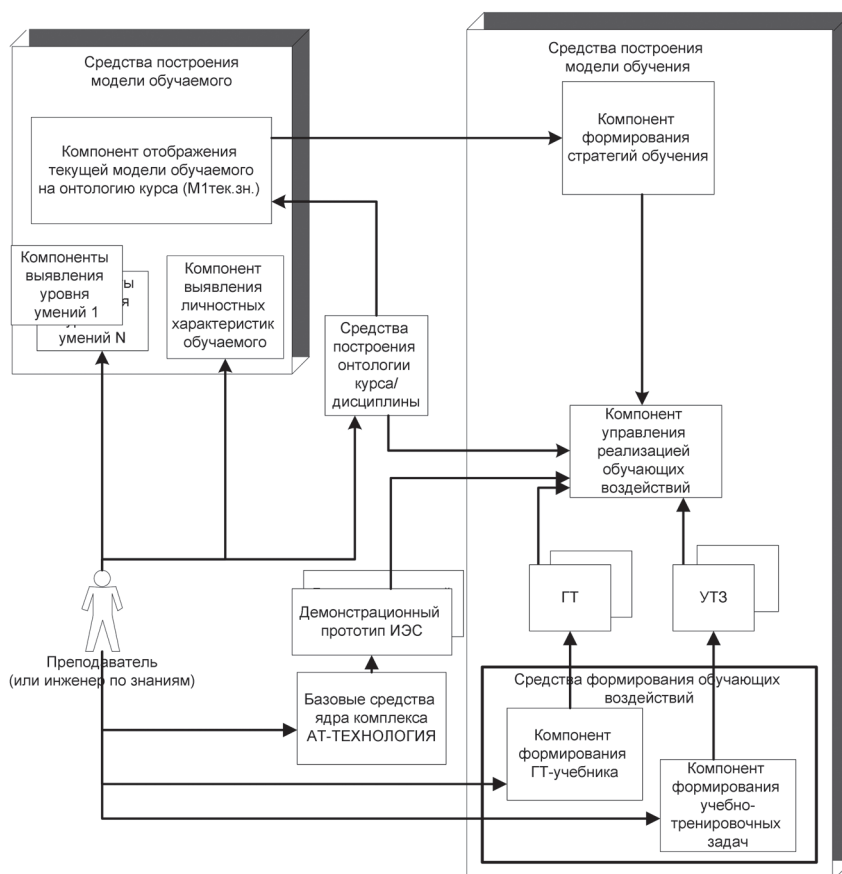 Средства построения
модели обучаемого
Компонент отображения
текущей модели обучаемого
на онтологию курса (М1тек.зн.)
Компоненты
выявления
уровня
умений 1
умений N
Компонент
выявления
личностных
характеристик
обучаемого
Средства
построения
онтологии
курса/
дисциплины
Средства построения
модели обучения
Компонент
формирования
стратегий обучения
Компонент
управления
реализацией
обучающих
воздействий
ГТ
УТЗ
Демонстрационный
прототип ИЭС
Преподаватель
(или инженер по знаниям)
Базовые средства
ядра комплекса
АТ-ТЕХНОЛОГИЯ
Средства формирования обучающих
воздействий
Компонент
формирования
ГТ-учебника
Компонент
формирования
учебно-
тренировочных
задач